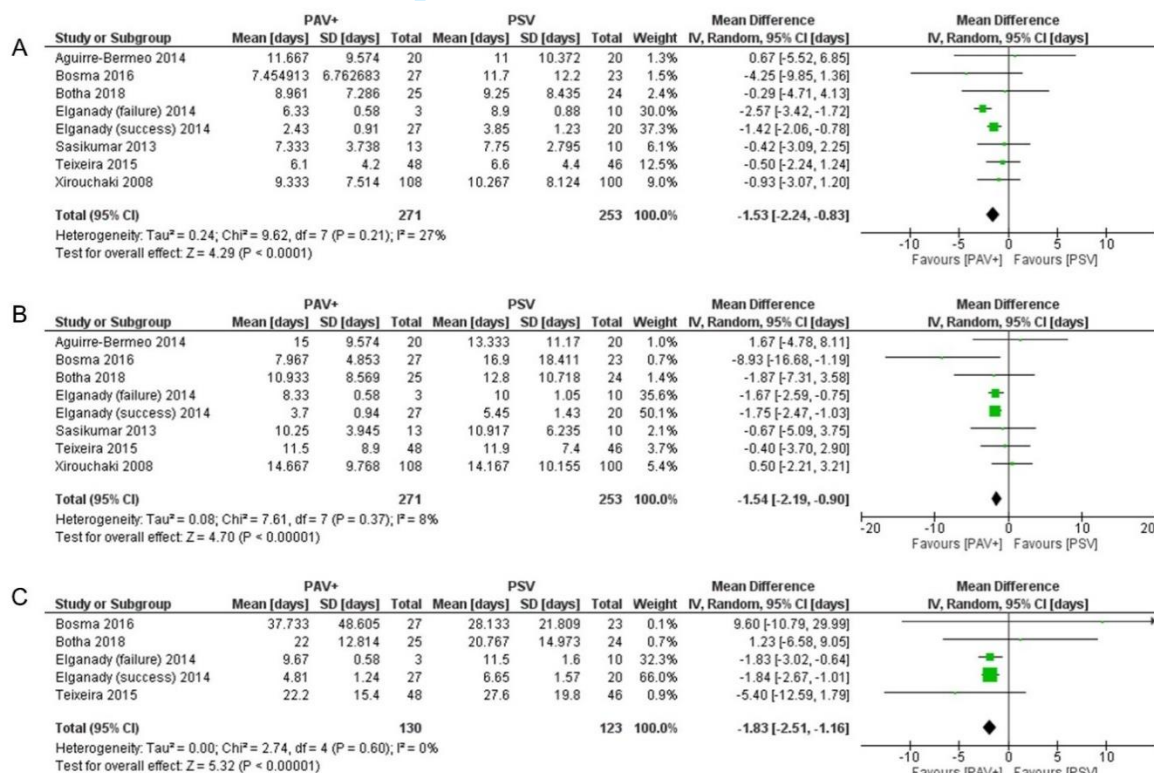 A
PAV+ PSV Mean Difference Mean Difference
Study or Subgroup Mean [days] SD [days] Total Mean [days] SD [days] Total Weight IV, Random, 95% CI [days] IV, Random, 95% CI [days]
Aguirre-Bermeo 2014 11.667 9.574 20 11 10.372 20 1.3% 0.67 [-5.52, 6.85]
Bosma 2016 7.454913 6.762683 27 11.7 12.2 23 1.6% -4.25 [-9.85, 1.36]
Botha 2018 8.961 7.286 25 9.25 8.435 24 2.4% -0.29 [-4.71, 4.13]
Elganady (failure) 2014 6.33 0.58 3 8.9 0.88 10 30.0% -2.57 [-3.42, -1.72]
Elganady (success) 2014 2.43 0.91 27 3.85 1.23 20 37.3% -1.42 [-2.06, -0.78]
Sasikumar 2013 7.333 3.738 13 7.75 2.795 10 6.1% -0.42 [-3.09, 2.25]
Teixeira 2015 6.1 4.2 48 6.6 4.4 46 12.5% -0.50 [-2.24, 1.24]
Xirouchaki 2008 9.333 7.514 108 10.267 8.124 100 9.0% -0.93 [-3.07, 1.20]
Total (95% CI) 271 253 100.0% -1.53 [-2.24, -0.83]
Heterogeneity: Tau² = 0.24; Chi² = 9.62, df = 7 (P = 0.21); I² = 27%
Test for overall effect: Z = 4.29 (P < 0.0001)
-10 -5 0 5 10
Favours [PAV+] Favours [PSV]
B
PAV+ PSV Mean Difference Mean Difference
Study or Subgroup Mean [days] SD [days] Total Mean [days] SD [days] Total Weight IV, Random, 95% CI [days] IV, Random, 95% CI [days]
Aguirre-Bermeo 2014 15 9.574 20 13.333 11.17 20 1.0% 1.67 [-4.78, 8.11]
Bosma 2016 7.967 4.853 27 16.9 18.411 23 0.7% -8.93 [-16.68, -1.19]
Botha 2018 10.933 8.569 25 12.8 10.718 24 1.4% -1.87 [-7.31, 3.58]
Elganady (failure) 2014 8.33 0.58 3 10 1.05 10 35.6% -1.67 [-2.59, -0.75]
Elganady (success) 2014 3.7 0.94 27 5.45 1.43 20 50.1% -1.75 [-2.47, -1.03]
Sasikumar 2013 10.25 3.945 13 10.917 6.235 10 2.1% -0.67 [-5.09, 3.75]
Teixeira 2015 11.5 8.9 48 11.9 7.4 46 3.7% -0.40 [-3.70, 2.90]
Xirouchaki 2008 14.667 9.768 108 14.167 10.155 100 5.4% 0.50 [-2.21, 3.21]
Total (95% CI) 271 253 100.0% -1.54 [-2.19, -0.90]
Heterogeneity: Tau² = 0.08; Chi² = 7.61, df = 7 (P = 0.37); I² = 8%
Test for overall effect: Z = 4.70 (P < 0.00001)
-20 -10 0 10 20
Favours [PAV+] Favours [PSV]
C
PAV+ PSV Mean Difference Mean Difference
Study or Subgroup Mean [days] SD [days] Total Mean [days] SD [days] Total Weight IV, Random, 95% CI [days] IV, Random, 95% CI [days]
Bosma 2016 37.733 48.605 27 28.133 21.809 23 0.1% 9.60 [-10.79, 29.99]
Botha 2018 22 12.814 25 20.767 14.973 24 0.7% 1.23 [-6.58, 9.05]
Elganady (failure) 2014 9.67 0.58 3 11.5 1.6 10 32.3% -1.83 [-3.02, -0.64]
Elganady (success) 2014 4.81 1.24 27 6.65 1.57 20 66.0% -1.84 [-2.67, -1.01]
Teixeira 2015 22.2 15.4 48 27.6 19.8 46 0.9% -5.40 [-12.59, 1.79]
Total (95% CI) 130 123 100.0% -1.83 [-2.51, -1.16]
Heterogeneity: Tau² = 0.00; Chi² = 2.74, df = 4 (P = 0.60); I² = 0%
Test for overall effect: Z = 5.32 (P < 0.00001)
-10 -5 0 5 10
Favours [PAV+] Favours [PSV]